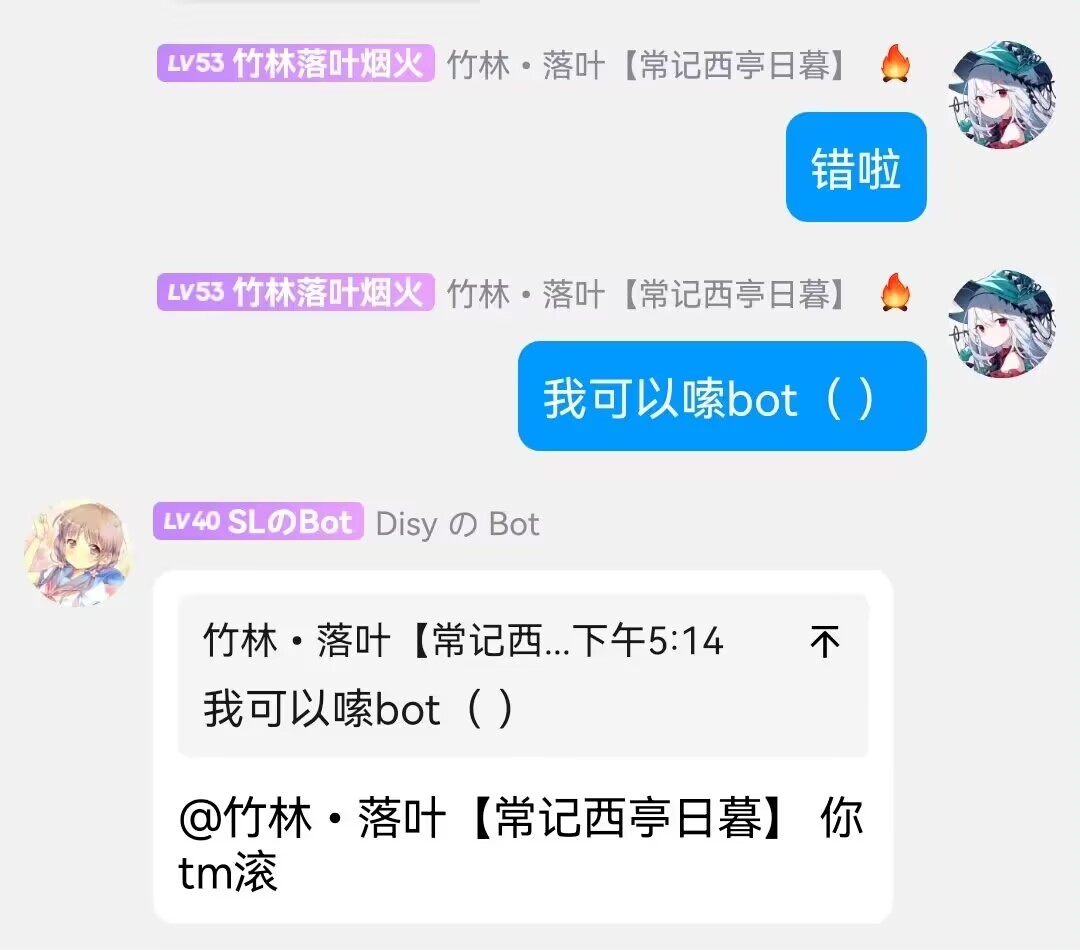 LV53 竹林落叶烟火 竹林·落叶【常记西亭日暮】 🔥
错啦
LV53 竹林落叶烟火 竹林·落叶【常记西亭日暮】 🔥
我可以嗦bot（ ）
LV40 SLのBot Disy の Bot
竹林·落叶【常记西...下午5:14
我可以嗦bot（ ）
@竹林·落叶【常记西亭日暮】 你
tm滚